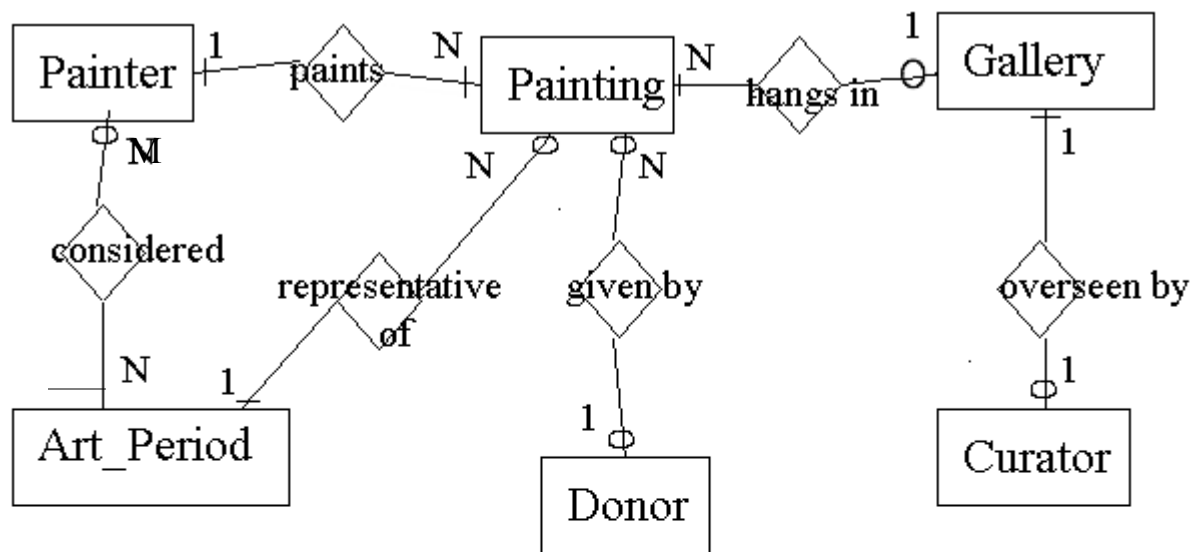 Painter
1
paints
N
Painting
N
hangs in
1
Gallery
N
N
1
considered
representative
of
given by
overseen by
N
1
1
1
Art_Period
Donor
Curator